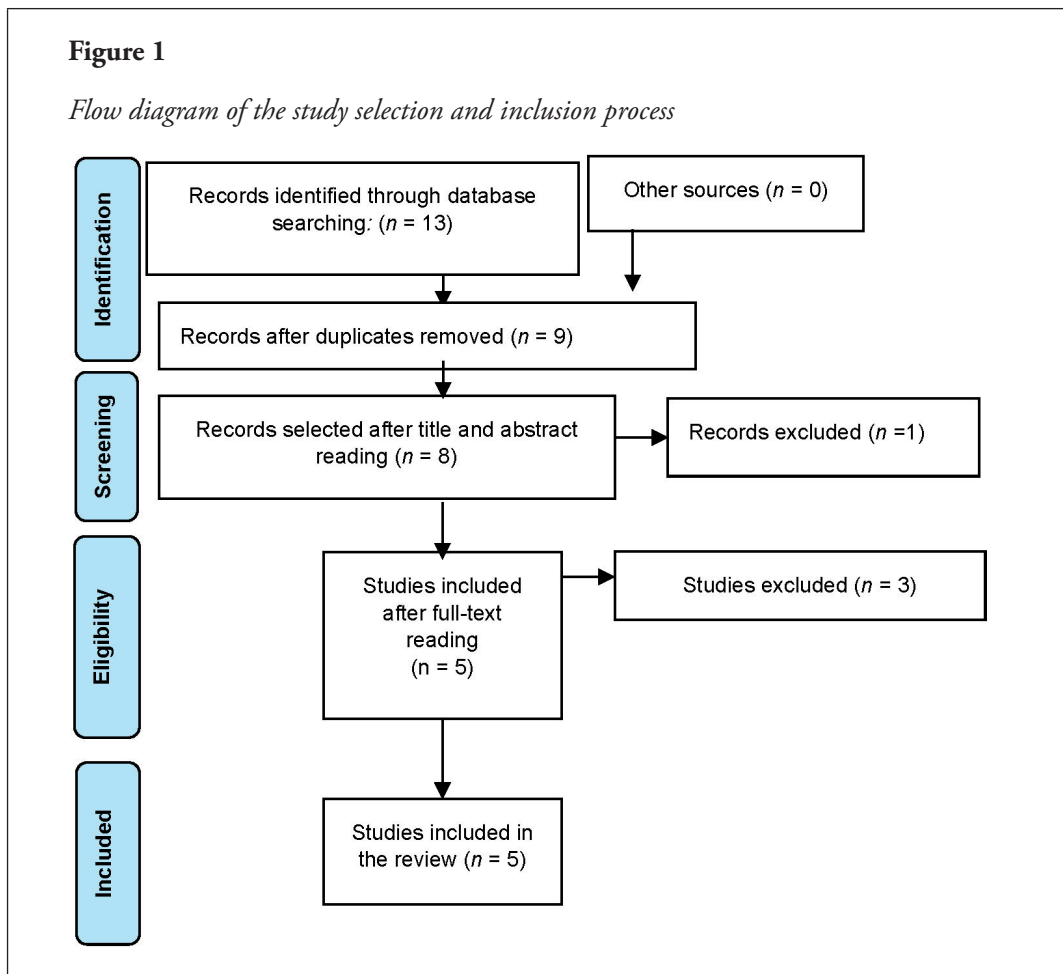 Figure 1
Flow diagram of the study selection and inclusion process
Identification
Records identified through database
searching: (n = 13)
Other sources (n = 0)
Records after duplicates removed (n = 9)
Screening
Records selected after title and abstract
reading (n = 8)
Records excluded (n =1)
Eligibility
Studies included
after full-text
reading
(n = 5)
Studies excluded (n = 3)
Included
Studies included in
the review (n = 5)